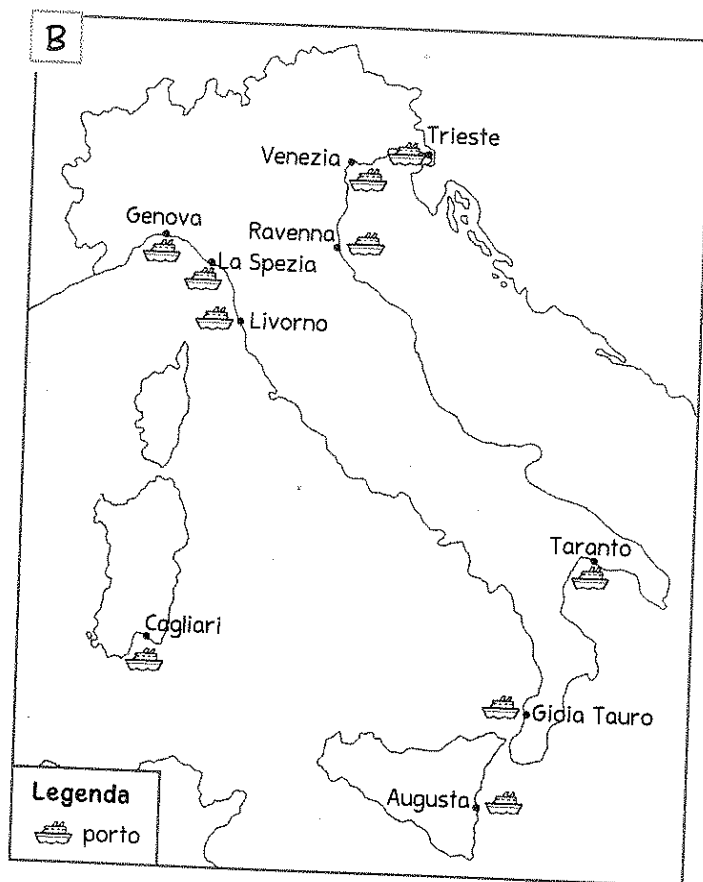 B
Trieste
Venezia
Genova
Ravenna
La Spezia
Livorno
Taranto
Cagliari
Gioia Tauro
Augusta
Legenda
porto